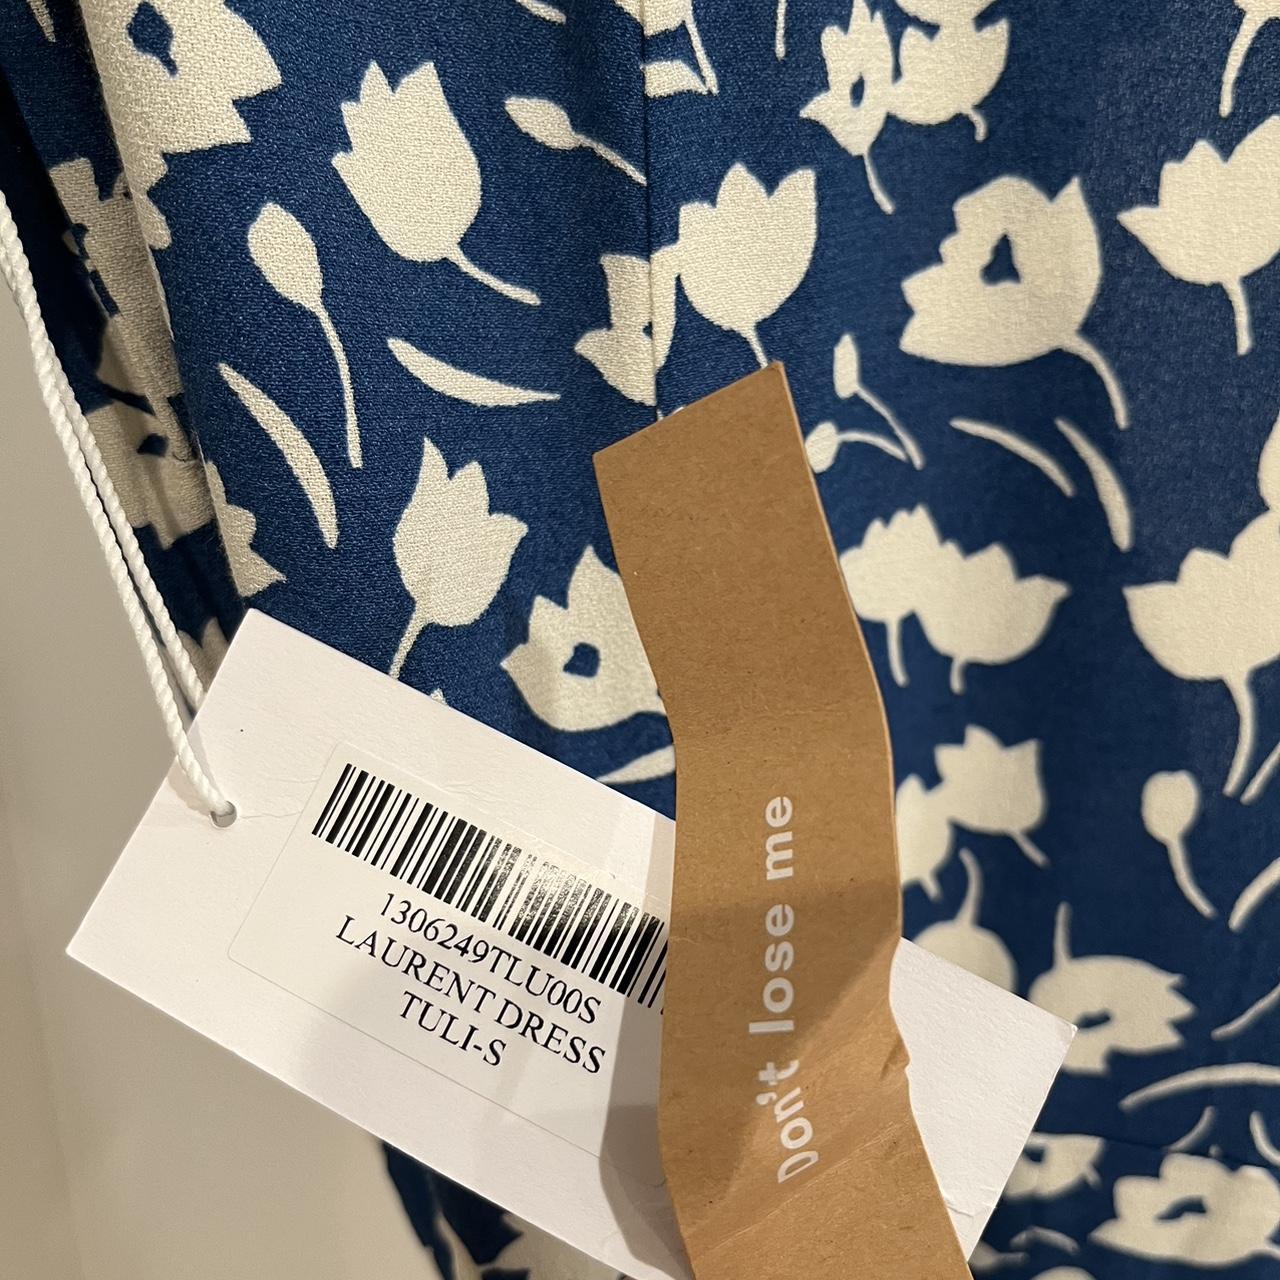 1306249TLU00S
LAURENT DRESS
TULI-S
Don't lose me